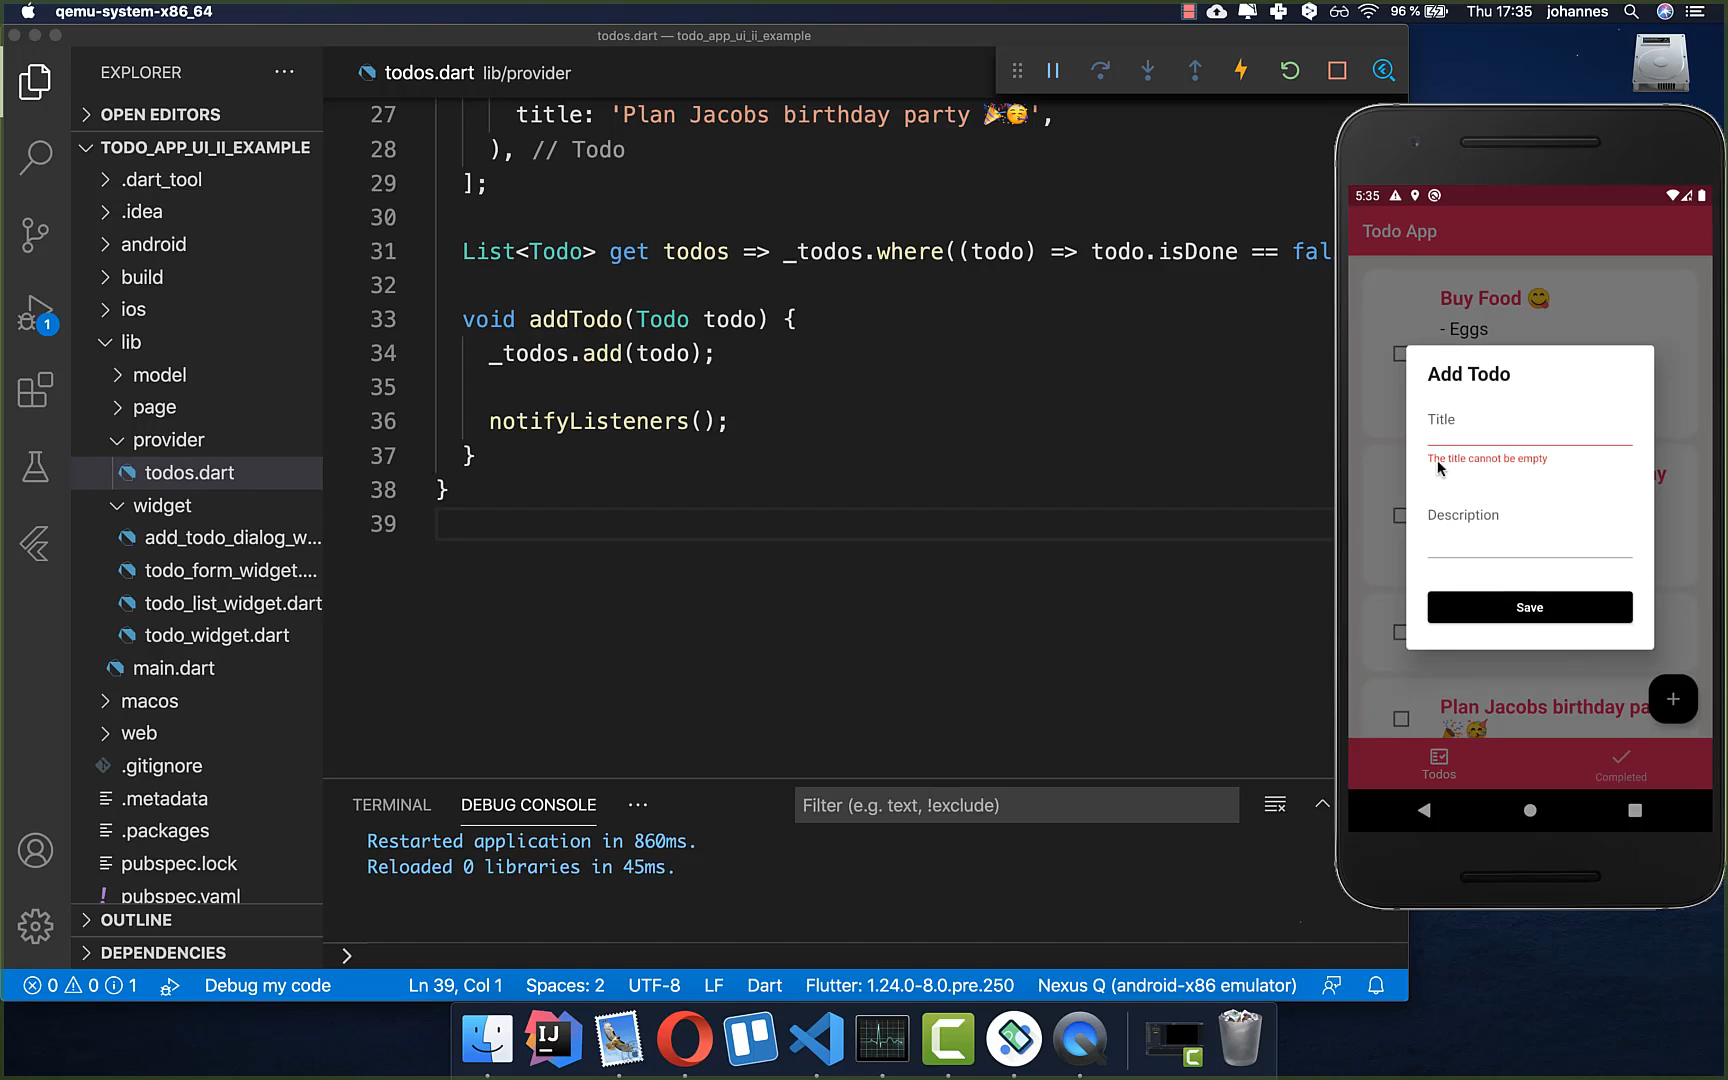 qemu-system-x86_64
96 %
Thu 17:35
johannes
todos.dart — todo_app_ui_ii_example
EXPLORER
todos.dart lib/provider
OPEN EDITORS
TODO_APP_UI_II_EXAMPLE
.dart_tool
.idea
android
build
ios
lib
model
page
provider
todos.dart
widget
add_todo_dialog_w...
todo_form_widget....
todo_list_widget.dart
todo_widget.dart
main.dart
macos
web
.gitignore
.metadata
.packages
pubspec.lock
pubspec.yaml
OUTLINE
DEPENDENCIES
1
27 title: 'Plan Jacobs birthday party 🎉🥳',
28 ), // Todo
29 ];
30
31 List<Todo> get todos => _todos.where((todo) => todo.isDone == fal
32
33 void addTodo(Todo todo) {
34 _todos.add(todo);
35
36 notifyListeners();
37 }
38 }
39
TERMINAL
DEBUG CONSOLE
Filter (e.g. text, !exclude)
Restarted application in 860ms.
Reloaded 0 libraries in 45ms.
0 0 1
Debug my code
Ln 39, Col 1
Spaces: 2
UTF-8
LF
Dart
Flutter: 1.24.0-8.0.pre.250
Nexus Q (android-x86 emulator)
5:35
Todo App
Buy Food 😋
- Eggs
Add Todo
Title
The title cannot be empty
y
Description
Save
Plan Jacobs birthday pa
🎉🥳
Todos
Completed
IJ
C
C